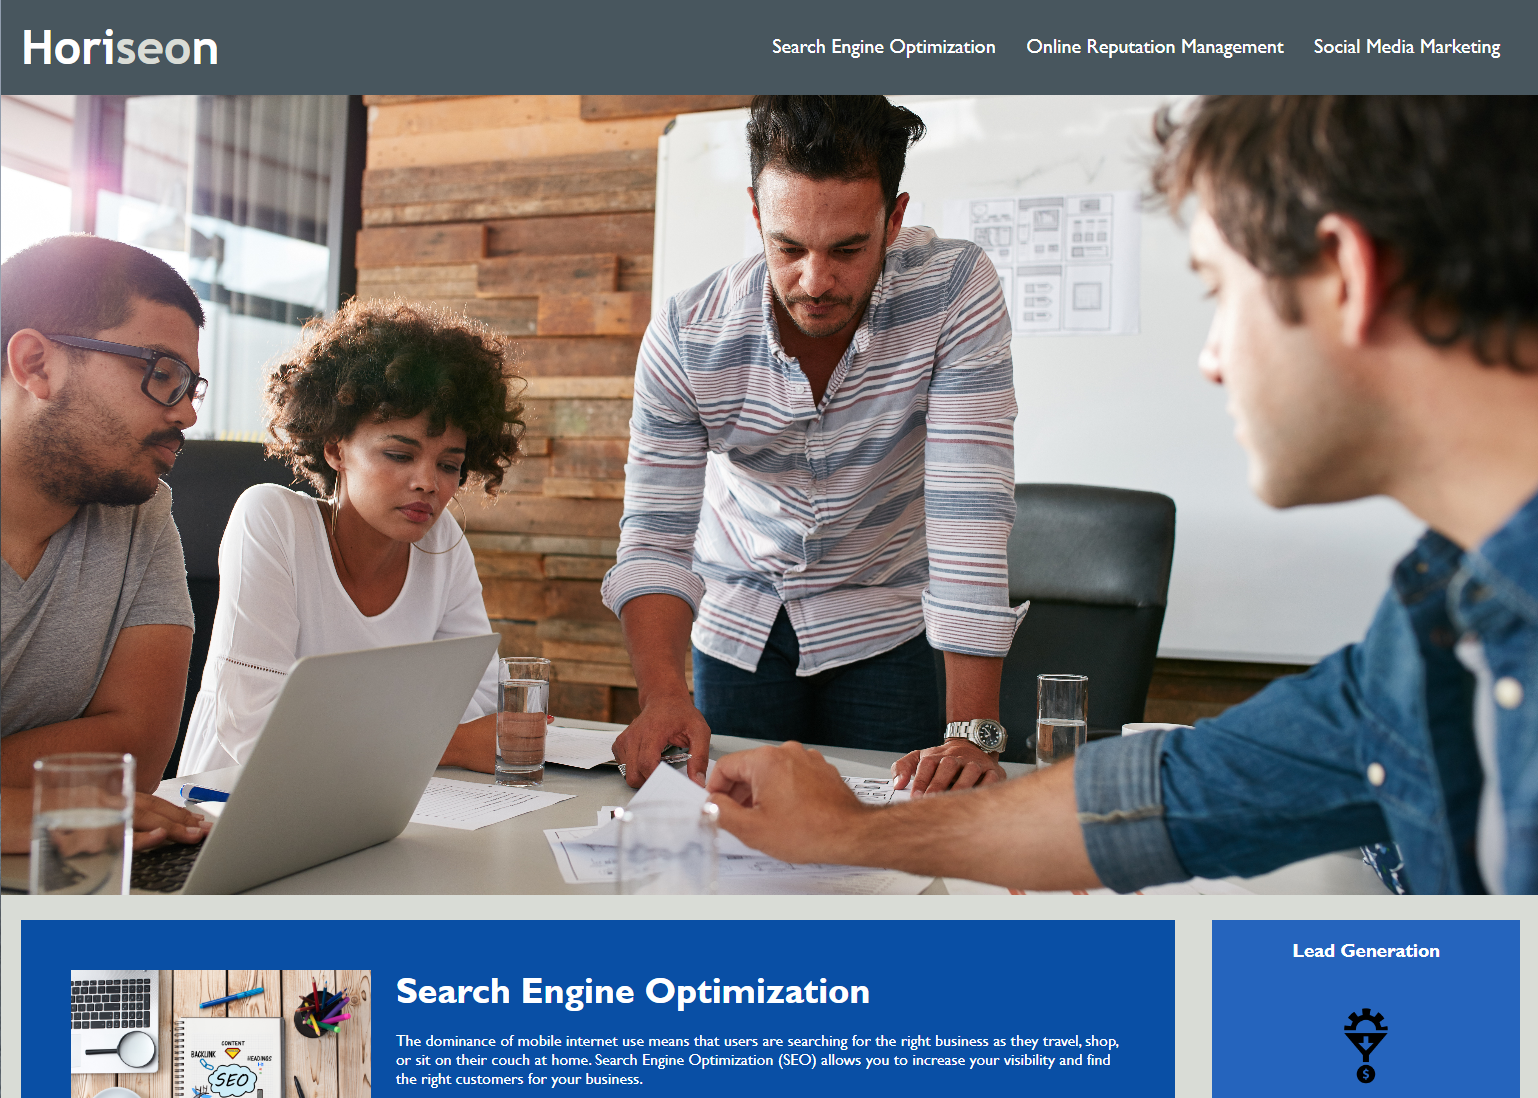 Horiseon
Search Engine Optimization
Online Reputation Management
Social Media Marketing
Search Engine Optimization
The dominance of mobile internet use means that users are searching for the right business as they travel, shop,
or sit on their couch at home. Search Engine Optimization (SEO) allows you to increase your visibility and find
the right customers for your business.
CONTENT
BACKLINK
HEADINGS
SEO
Lead Generation
$